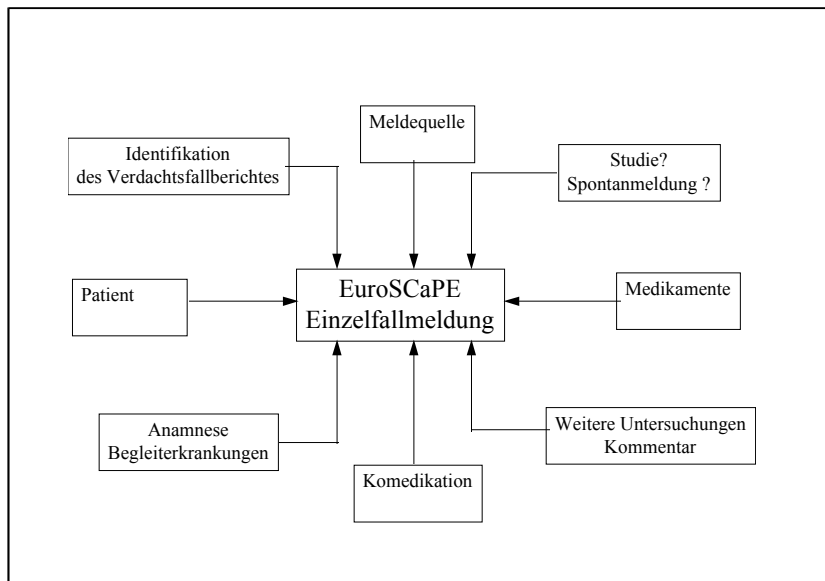 Meldequelle
Identifikation
des Verdachtsfallberichtes
Studie?
Spontanmeldung ?
EuroSCaPE
Einzelfallmeldung
Patient
Medikamente
Anamnese
Begleiterkrankungen
Weitere Untersuchungen
Kommentar
Komedikation